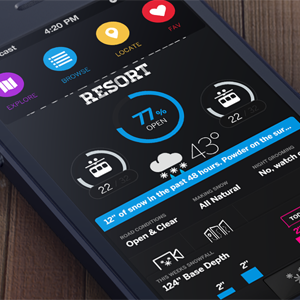 4:20 PM
cast
EXPLORE
BROWSE
LOCATE
FAV
RESORT
77%
OPEN
22
22
43°
12" of snow in the past 48 hours. Powder on the sur...
ROAD CONDITIONS
Open & Clear
MAKING SNOW
All Natural
NIGHT GROOMING
No, watch
THIS WEEKS SNOWFALL
124" Base Depth
2"
2"
TO